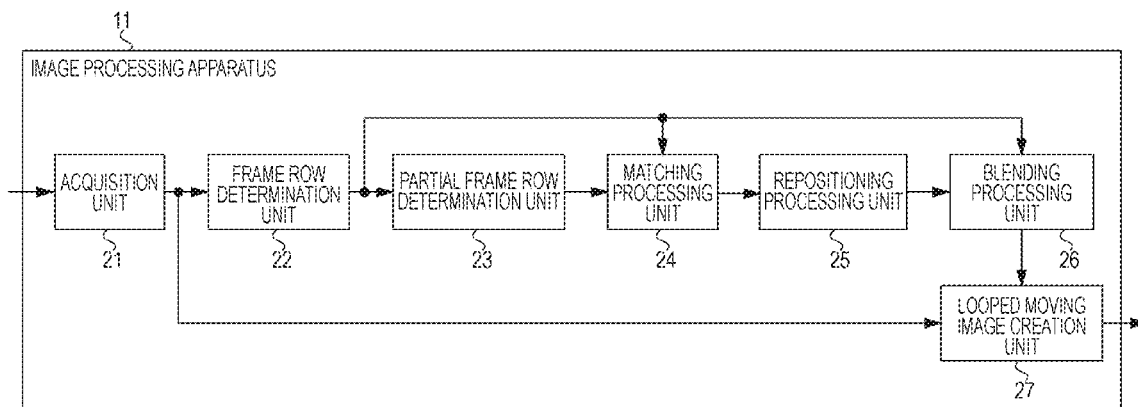 11
IMAGE PROCESSING APPARATUS
ACQUISITION
UNIT
21
FRAME ROW
DETERMINATION
UNIT
22
PARTIAL FRAME ROW
DETERMINATION UNIT
23
MATCHING
PROCESSING
UNIT
24
REPOSITIONING
PROCESSING UNIT
25
BLENDING
PROCESSING
UNIT
26
LOOPED MOVING
IMAGE CREATION
UNIT
27